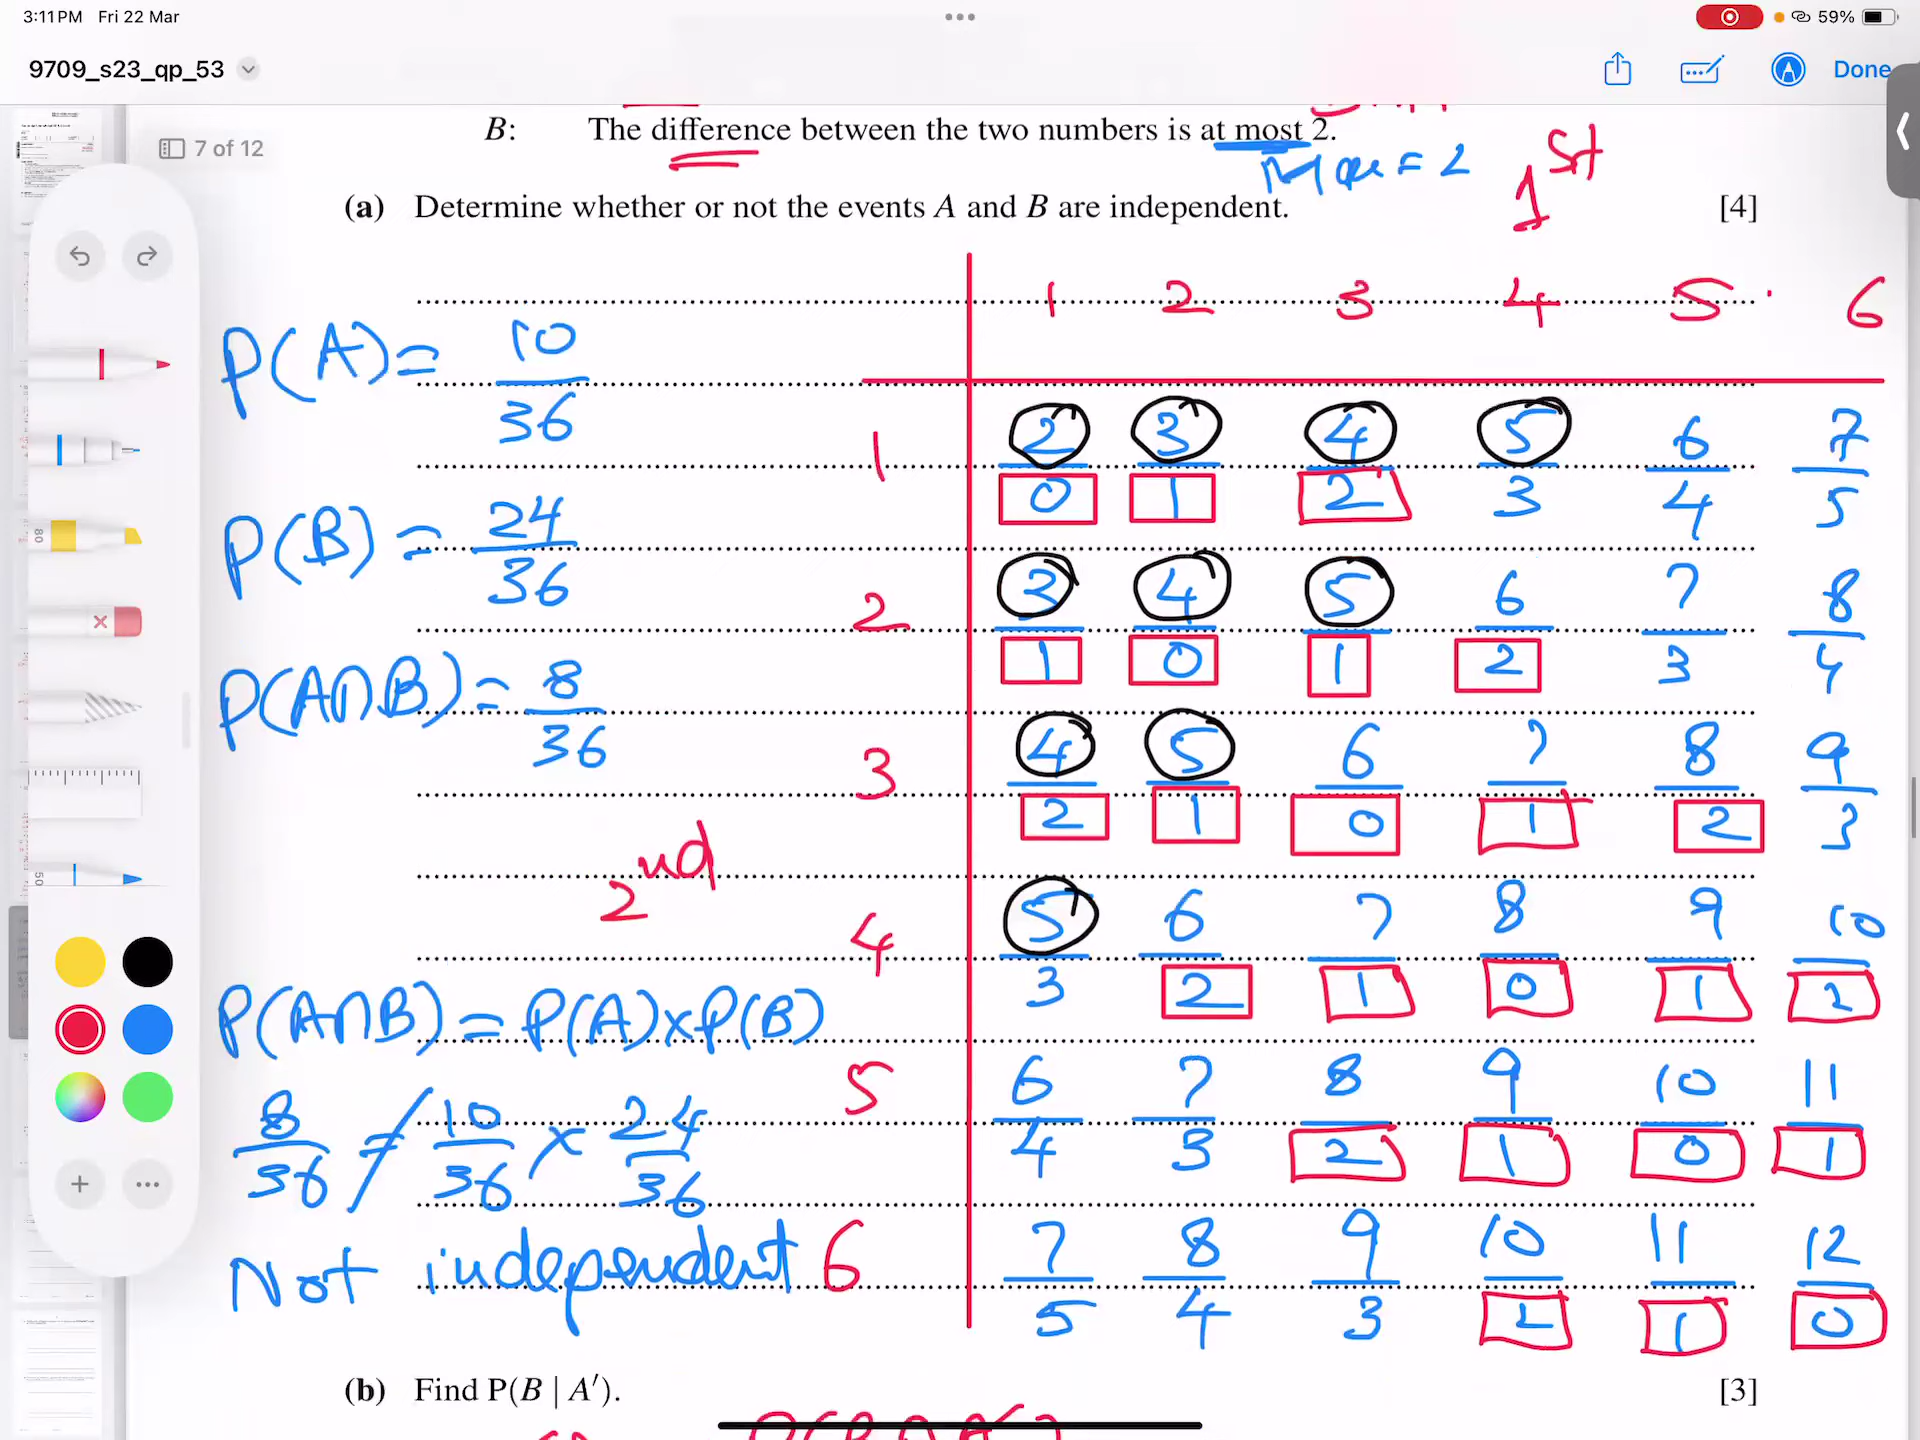 3:11 PM Fri 22 Mar
59%
9709_s23_qp_53
Done
7 of 12
B: The difference between the two numbers is at most 2.
Max = 2
1st
(a) Determine whether or not the events A and B are independent. [4]
1 2 3 4 5 6
P(A) = 10/36
1
2 3 4 5 6 7
0 1 2 3 4 5
P(B) = 24/36
2
3 4 5 6 7 8
1 0 1 2 3 4
P(A∩B) = 8/36
3
4 5 6 7 8 9
2 1 0 1 2 3
2nd
4
5 6 7 8 9 10
3 2 1 0 1 2
P(A∩B) = P(A)×P(B)
5
6 7 8 9 10 11
4 3 2 1 0 1
8/36 ≠ 10/36 × 24/36
Not independent
6
7 8 9 10 11 12
5 4 3 2 1 0
(b) Find P(B | A′). [3]
80
50